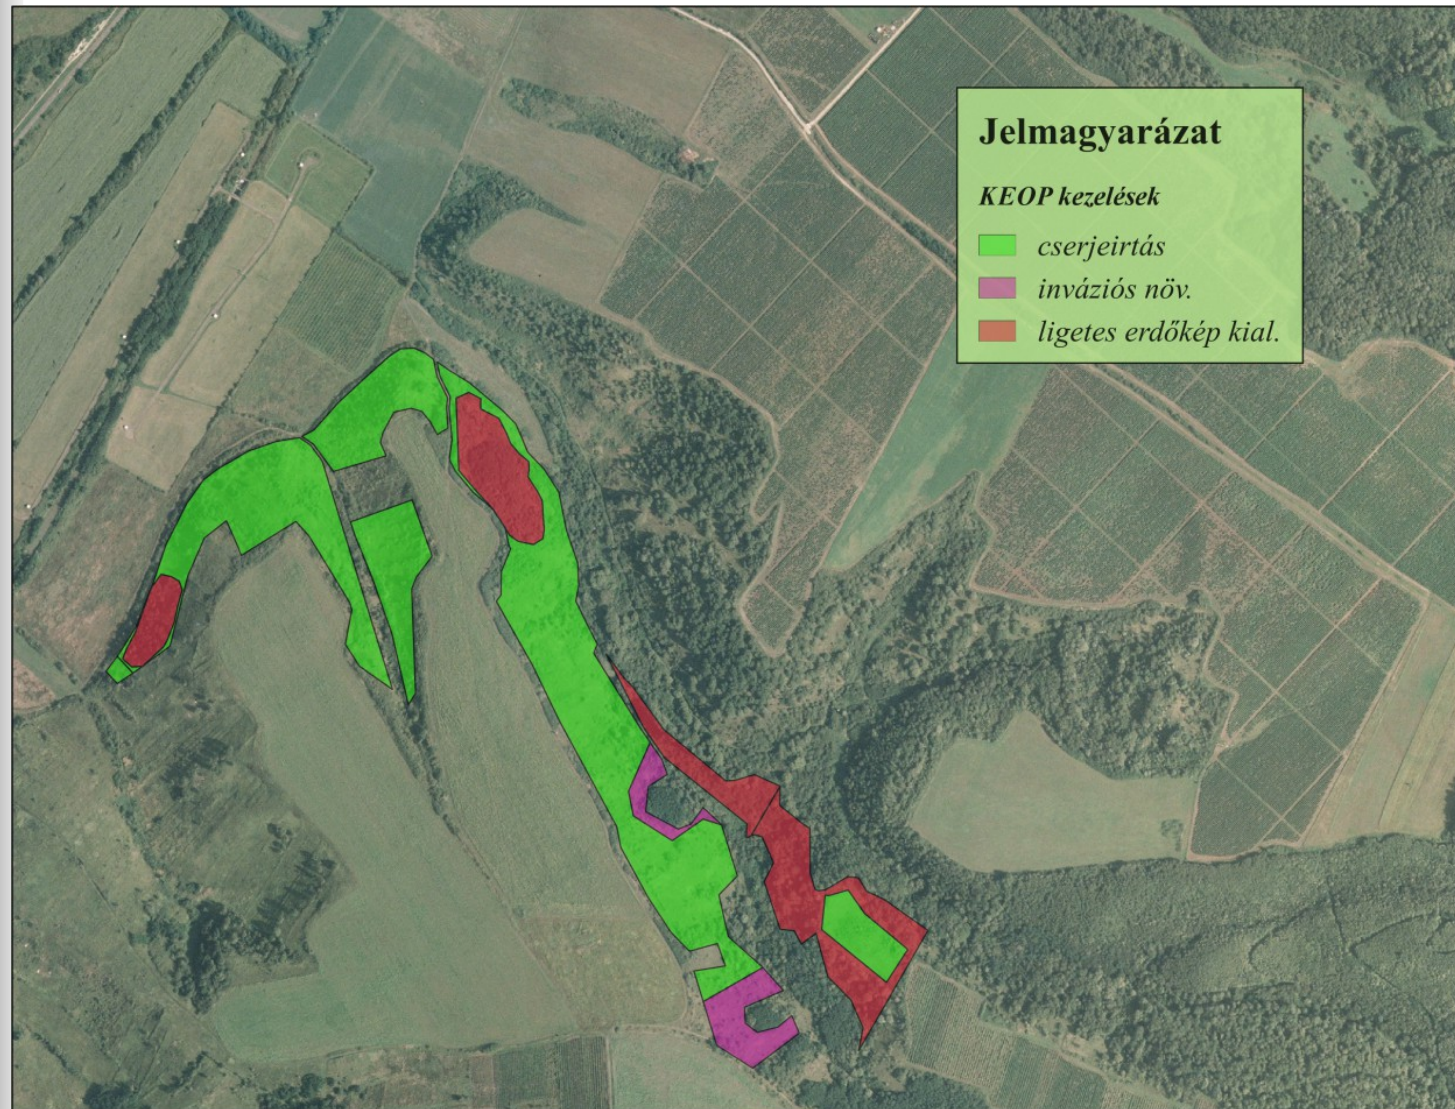 Jelmagyarázat
KEOP kezelések
cserjeirtás
inváziós növ.
ligetes erdőkép kial.